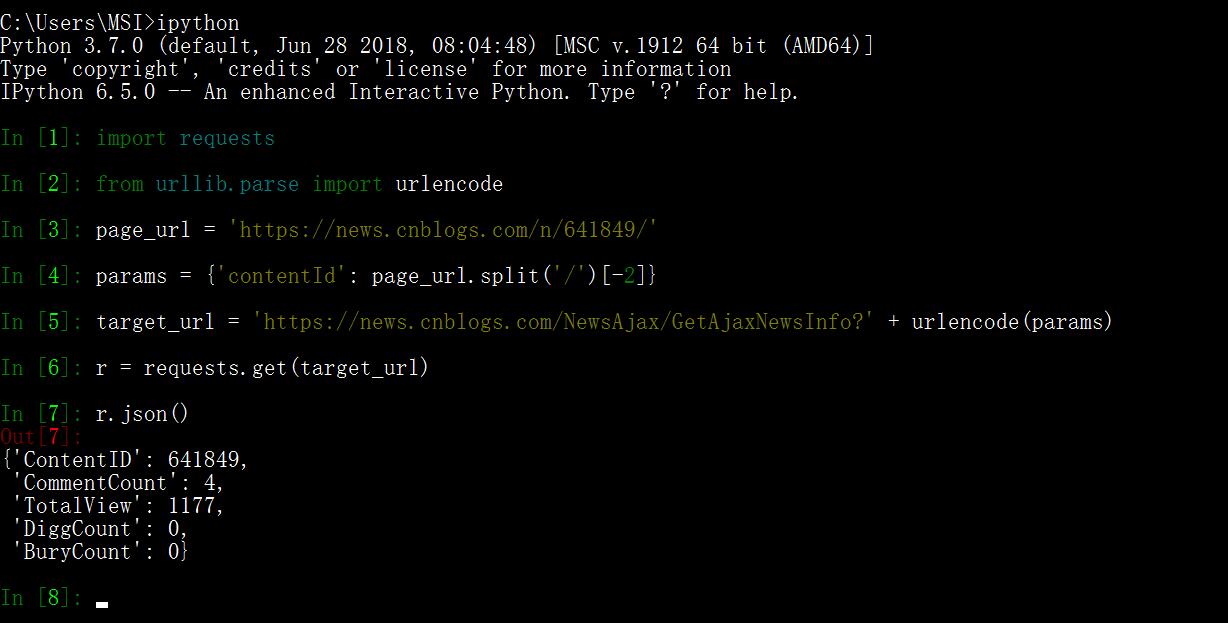 C:\Users\MSI>ipython
Python 3.7.0 (default, Jun 28 2018, 08:04:48) [MSC v.1912 64 bit (AMD64)]
Type 'copyright', 'credits' or 'license' for more information
IPython 6.5.0 -- An enhanced Interactive Python. Type '?' for help.
In [1]: import requests
In [2]: from urllib.parse import urlencode
In [3]: page_url = 'https://news.cnblogs.com/n/641849/'
In [4]: params = {'contentId': page_url.split('/')[-2]}
In [5]: target_url = 'https://news.cnblogs.com/NewsAjax/GetAjaxNewsInfo?' + urlencode(params)
In [6]: r = requests.get(target_url)
In [7]: r.json()
Out[7]:
{'ContentID': 641849,
 'CommentCount': 4,
 'TotalView': 1177,
 'DiggCount': 0,
 'BuryCount': 0}
In [8]: